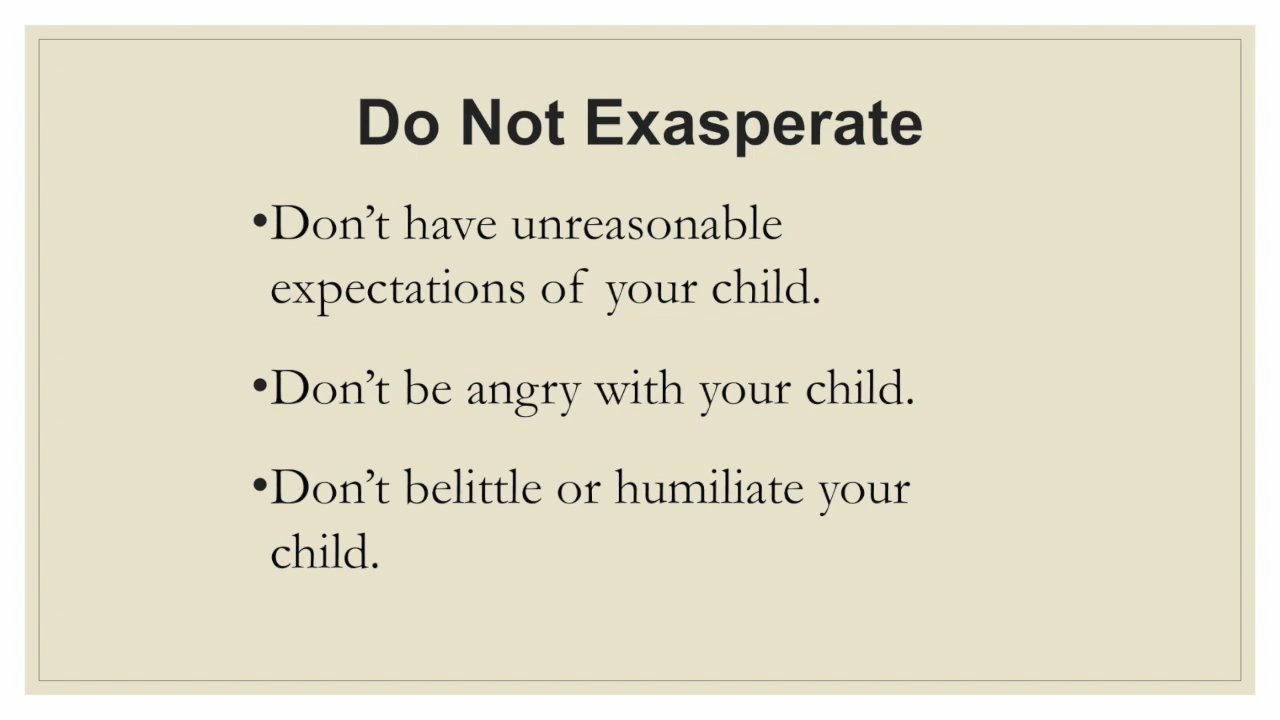 Do Not Exasperate
•Don’t have unreasonable
expectations of your child.
•Don’t be angry with your child.
•Don’t belittle or humiliate your
child.